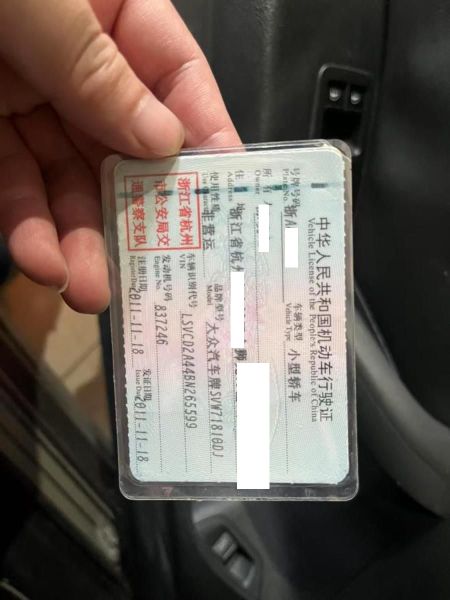 中华人民共和国机动车行驶证
Vehicle License of the People's Republic of China
号牌号码 浙A 车辆类型 小型轿车
Plate No. Vehicle Type
所 有 人
Owner
住 址 浙江省杭州
Address
使用性质 非营运 品牌型号 大众汽车牌SVW71810DJ
Use Character Model
浙江省杭州
市公安局交
通警察支队
车辆识别代号 LSVCD2A44BN265599
VIN
发动机号码 837246
Engine No.
注册日期 2011-11-18 发证日期 2011-11-18
Register Date Issue Date